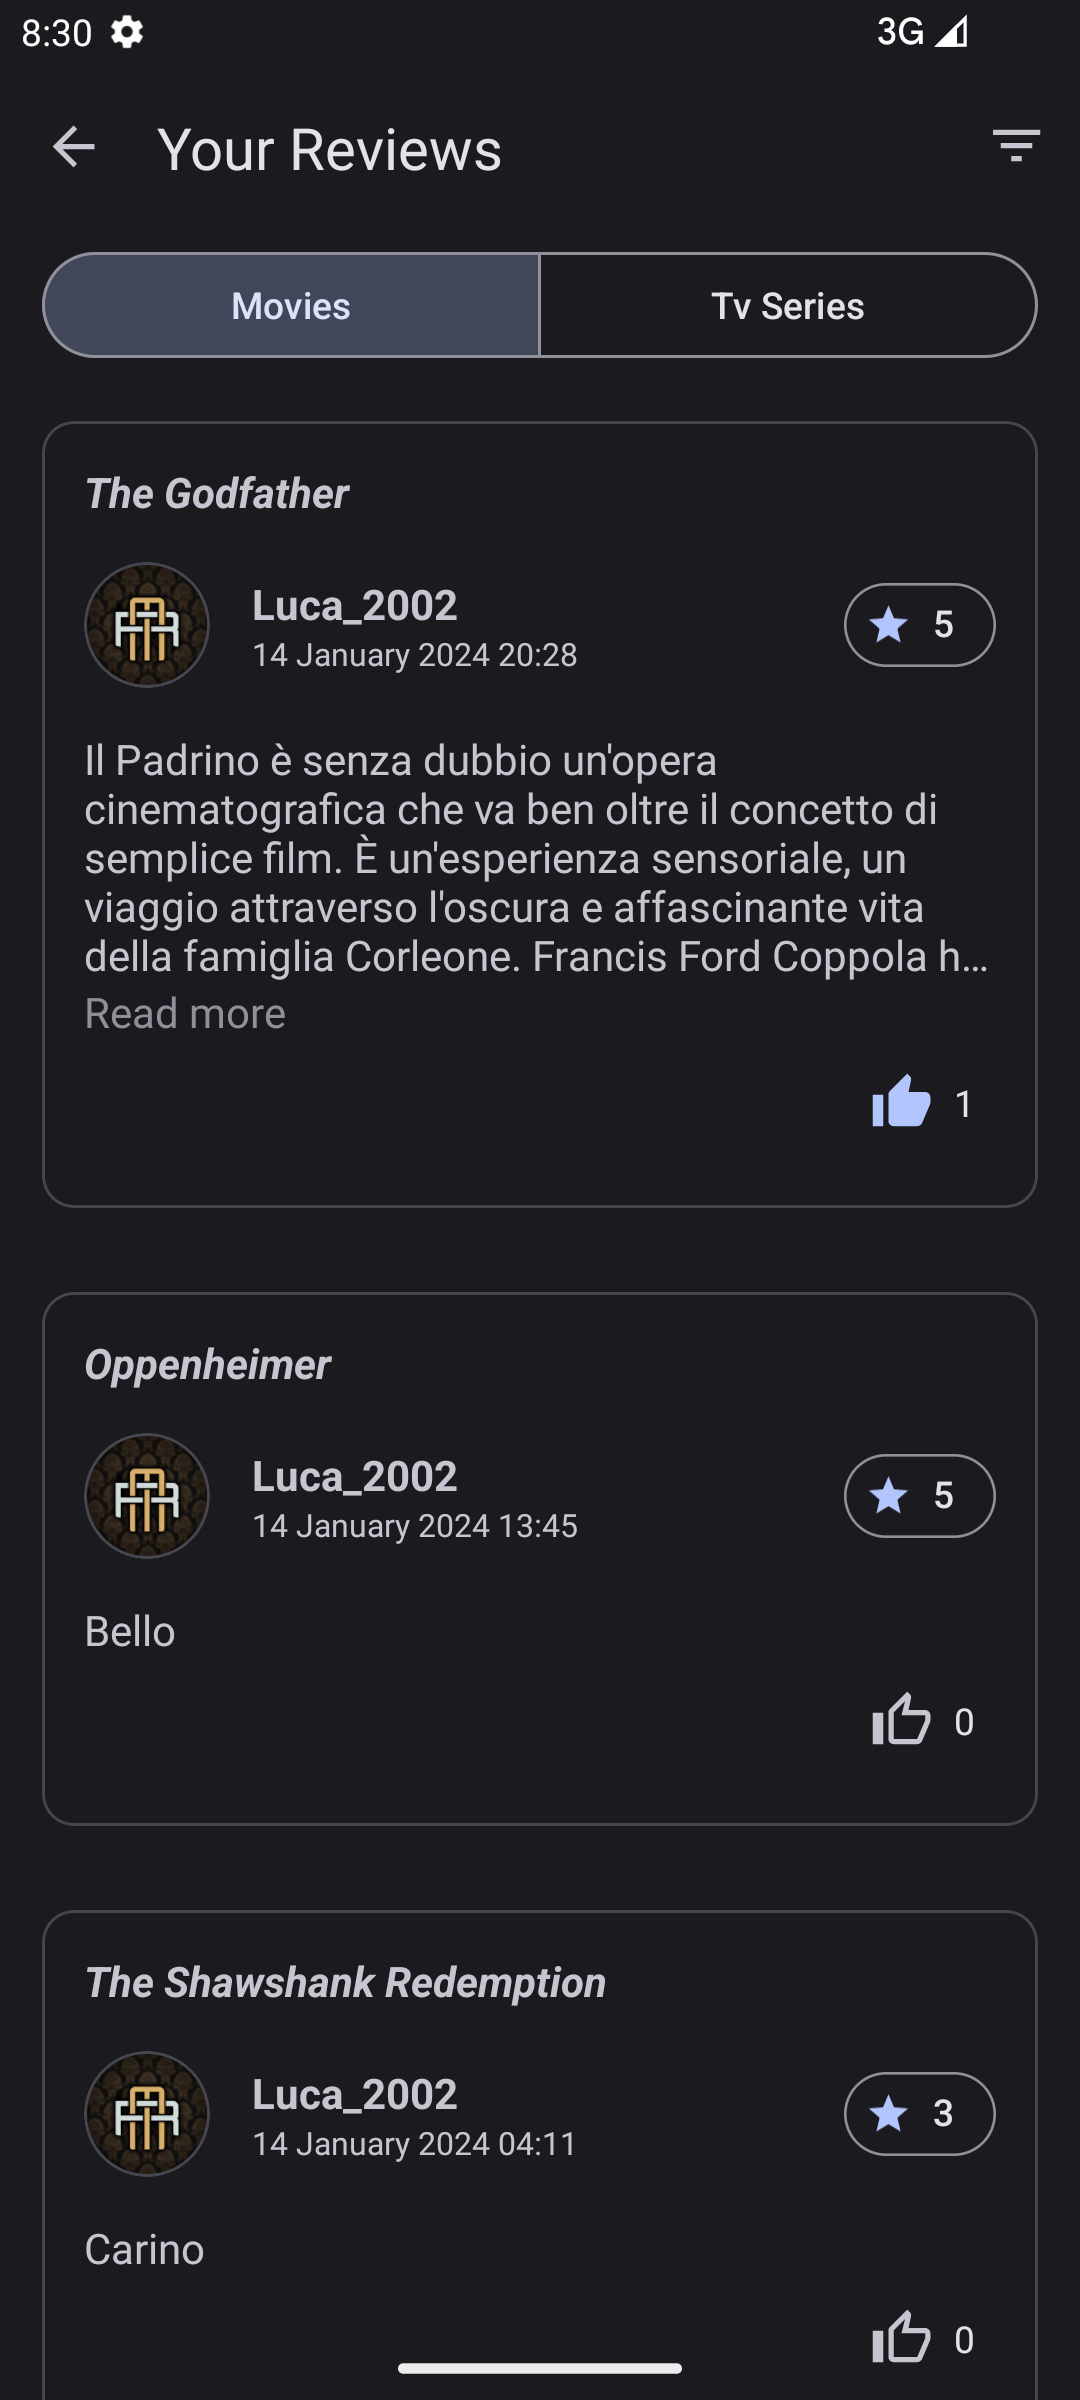 8:30
3G
Your Reviews
Movies
Tv Series
The Godfather
Luca_2002
14 January 2024 20:28
5
Il Padrino è senza dubbio un'opera
cinematografica che va ben oltre il concetto di
semplice film. È un'esperienza sensoriale, un
viaggio attraverso l'oscura e affascinante vita
della famiglia Corleone. Francis Ford Coppola h…
Read more
1
Oppenheimer
Luca_2002
14 January 2024 13:45
5
Bello
0
The Shawshank Redemption
Luca_2002
14 January 2024 04:11
3
Carino
0